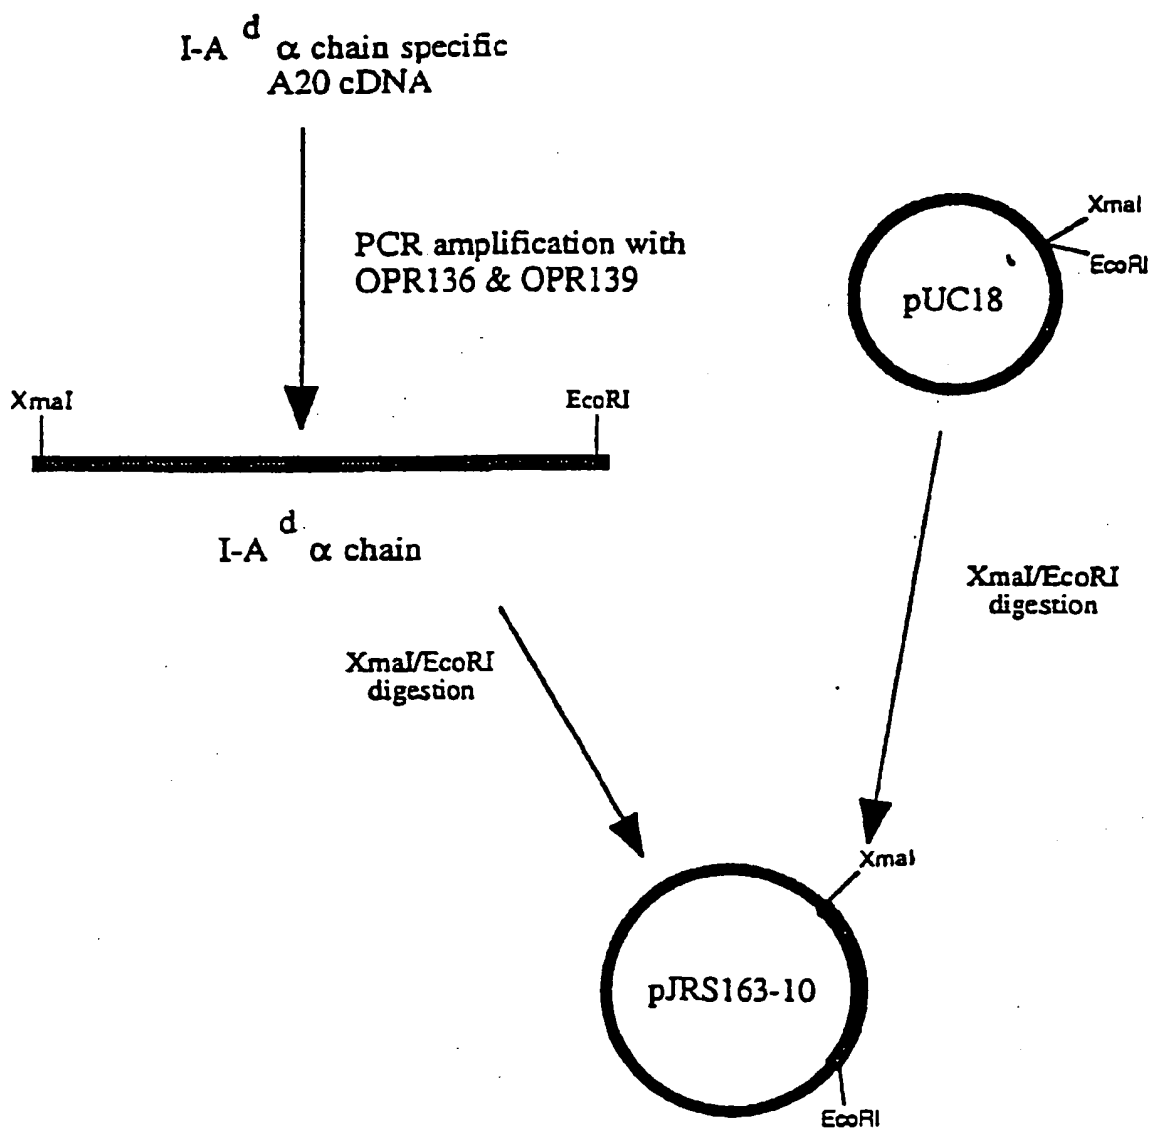 I-A d α chain specific
A20 cDNA
PCR amplification with
OPR136 & OPR139
XmaI
EcoRI
pUC18
XmaI
EcoRI
I-A d α chain
XmaI/EcoRI
digestion
XmaI/EcoRI
digestion
XmaI
pJRS163-10
EcoRI